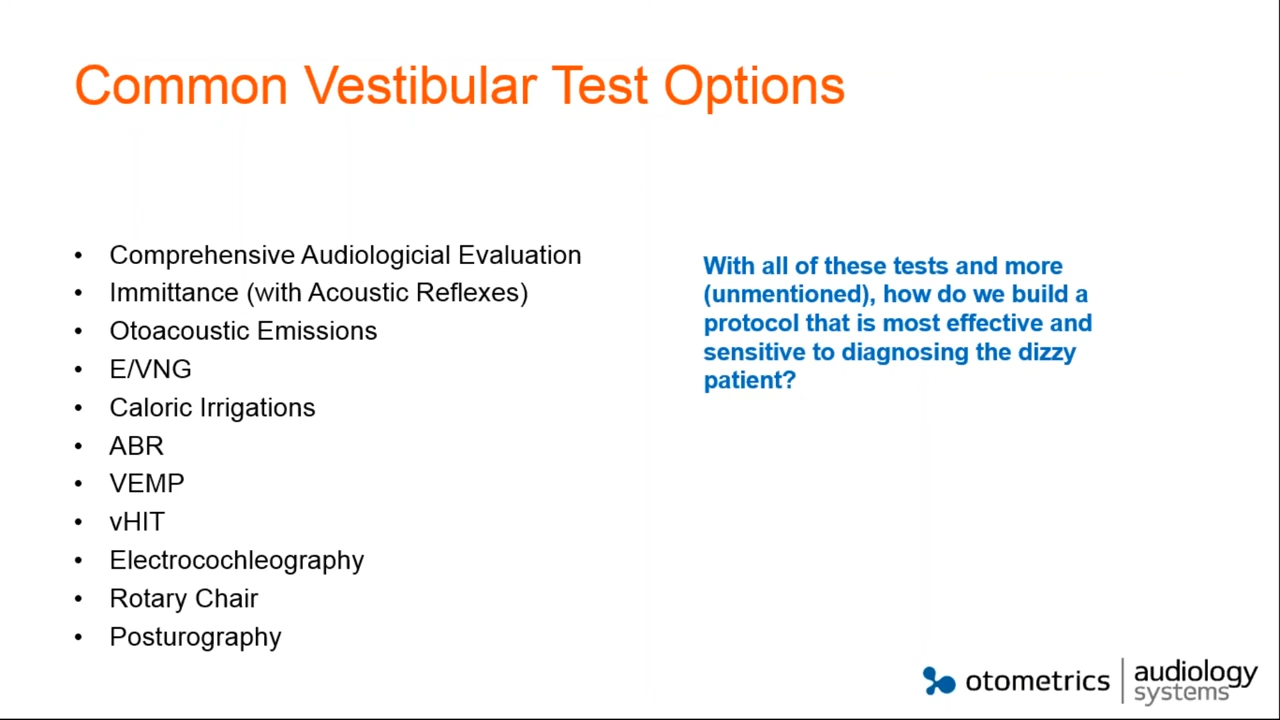 Common Vestibular Test Options
• Comprehensive Audiologicial Evaluation
• Immittance (with Acoustic Reflexes)
• Otoacoustic Emissions
• E/VNG
• Caloric Irrigations
• ABR
• VEMP
• vHIT
• Electrocochleography
• Rotary Chair
• Posturography
With all of these tests and more
(unmentioned), how do we build a
protocol that is most effective and
sensitive to diagnosing the dizzy
patient?
otometrics
audiology
systems